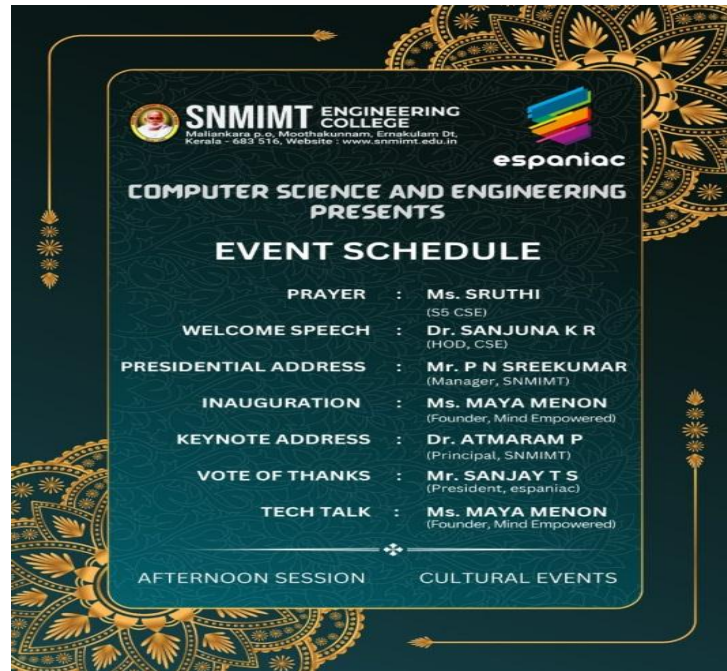 SNMIMT ENGINEERING COLLEGE
Maliankara p.o, Moothakunnam, Ernakulam Dt,
Kerala - 683 516, Website : www.snmimt.edu.in
espaniac
COMPUTER SCIENCE AND ENGINEERING
PRESENTS
EVENT SCHEDULE
PRAYER : Ms. SRUTHI
(S5 CSE)
WELCOME SPEECH : Dr. SANJUNA K R
(HOD, CSE)
PRESIDENTIAL ADDRESS : Mr. P N SREEKUMAR
(Manager, SNMIMT)
INAUGURATION : Ms. MAYA MENON
(Founder, Mind Empowered)
KEYNOTE ADDRESS : Dr. ATMARAM P
(Principal, SNMIMT)
VOTE OF THANKS : Mr. SANJAY T S
(President, espaniac)
TECH TALK : Ms. MAYA MENON
(Founder, Mind Empowered)
AFTERNOON SESSION CULTURAL EVENTS